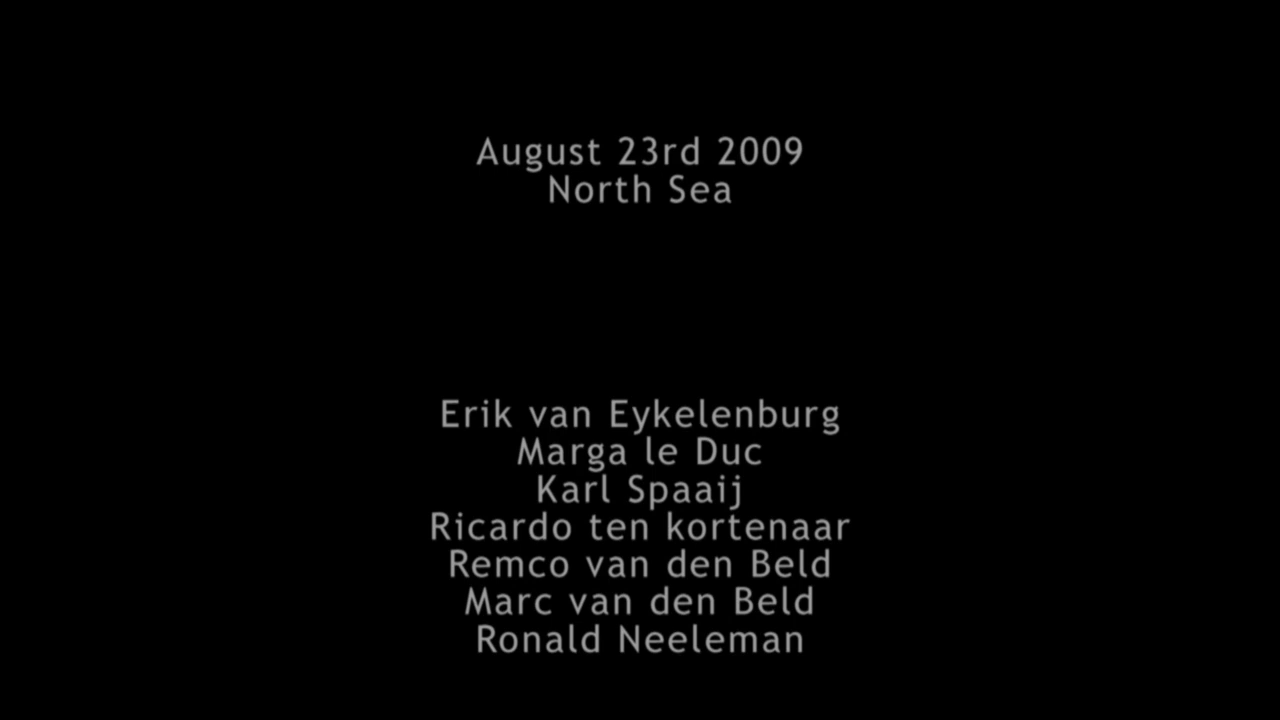 August 23rd 2009
North Sea
Erik van Eykelenburg
Marga le Duc
Karl Spaaij
Ricardo ten kortenaar
Remco van den Beld
Marc van den Beld
Ronald Neeleman